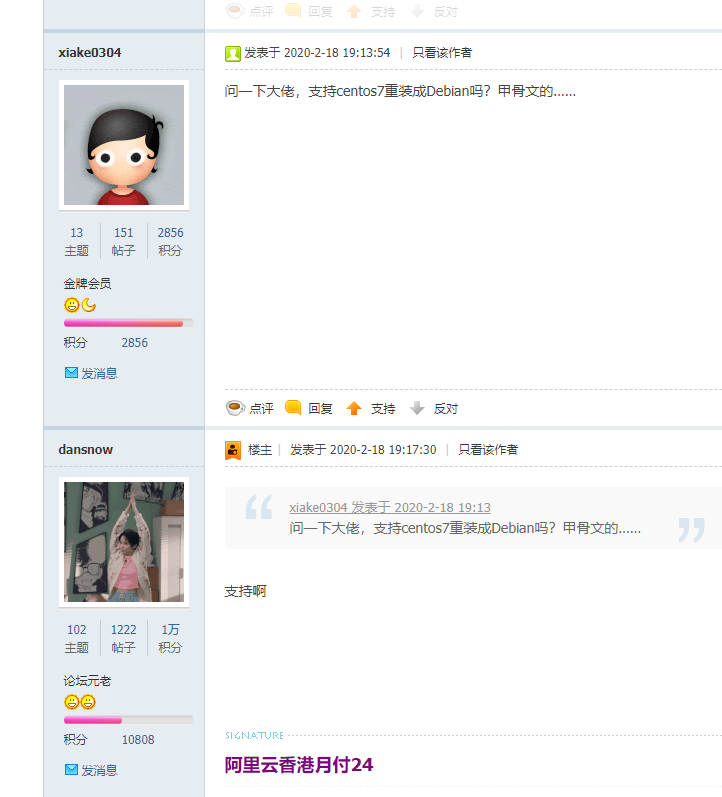 点评 回复 支持 反对
xiake0304
发表于 2020-2-18 19:13:54 | 只看该作者
问一下大佬，支持centos7重装成Debian吗？甲骨文的......
13 151 2856
主题 帖子 积分
金牌会员
积分 2856
发消息
点评 回复 支持 反对
dansnow
楼主 | 发表于 2020-2-18 19:17:30 | 只看该作者
xiake0304 发表于 2020-2-18 19:13
问一下大佬，支持centos7重装成Debian吗？甲骨文的......
支持啊
102 1222 1万
主题 帖子 积分
论坛元老
积分 10808
发消息
SIGNATURE
阿里云香港月付24